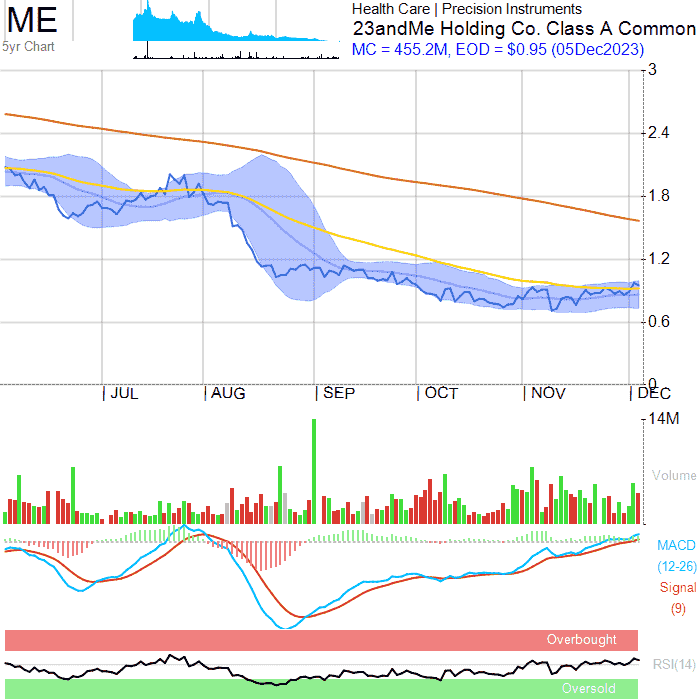 ME
5yr Chart
Health Care | Precision Instruments
23andMe Holding Co. Class A Common
MC = 455.2M, EOD = $0.95 (05Dec2023)
3
2.4
1.8
1.2
0.6
0
JUL
AUG
SEP
OCT
NOV
DEC
14M
Volume
MACD
(12-26)
Signal
(9)
Overbought
RSI(14)
Oversold